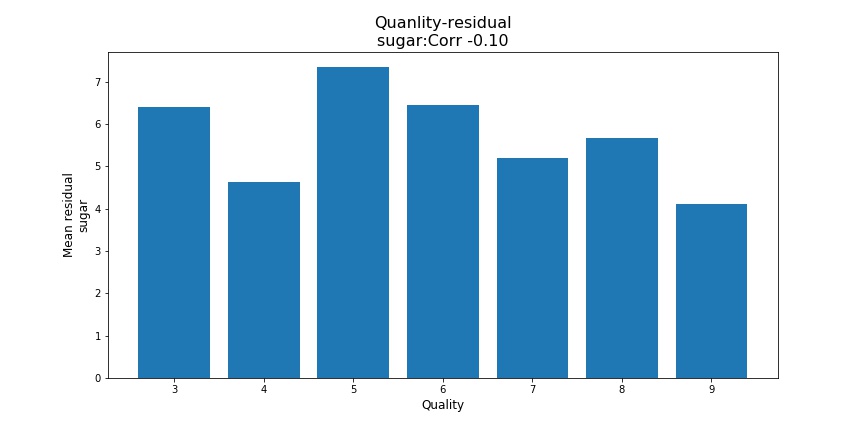 Quanlity-residual
sugar:Corr -0.10
Mean residual
sugar
7
6
5
4
3
2
1
0
3 4 5 6 7 8 9
Quality